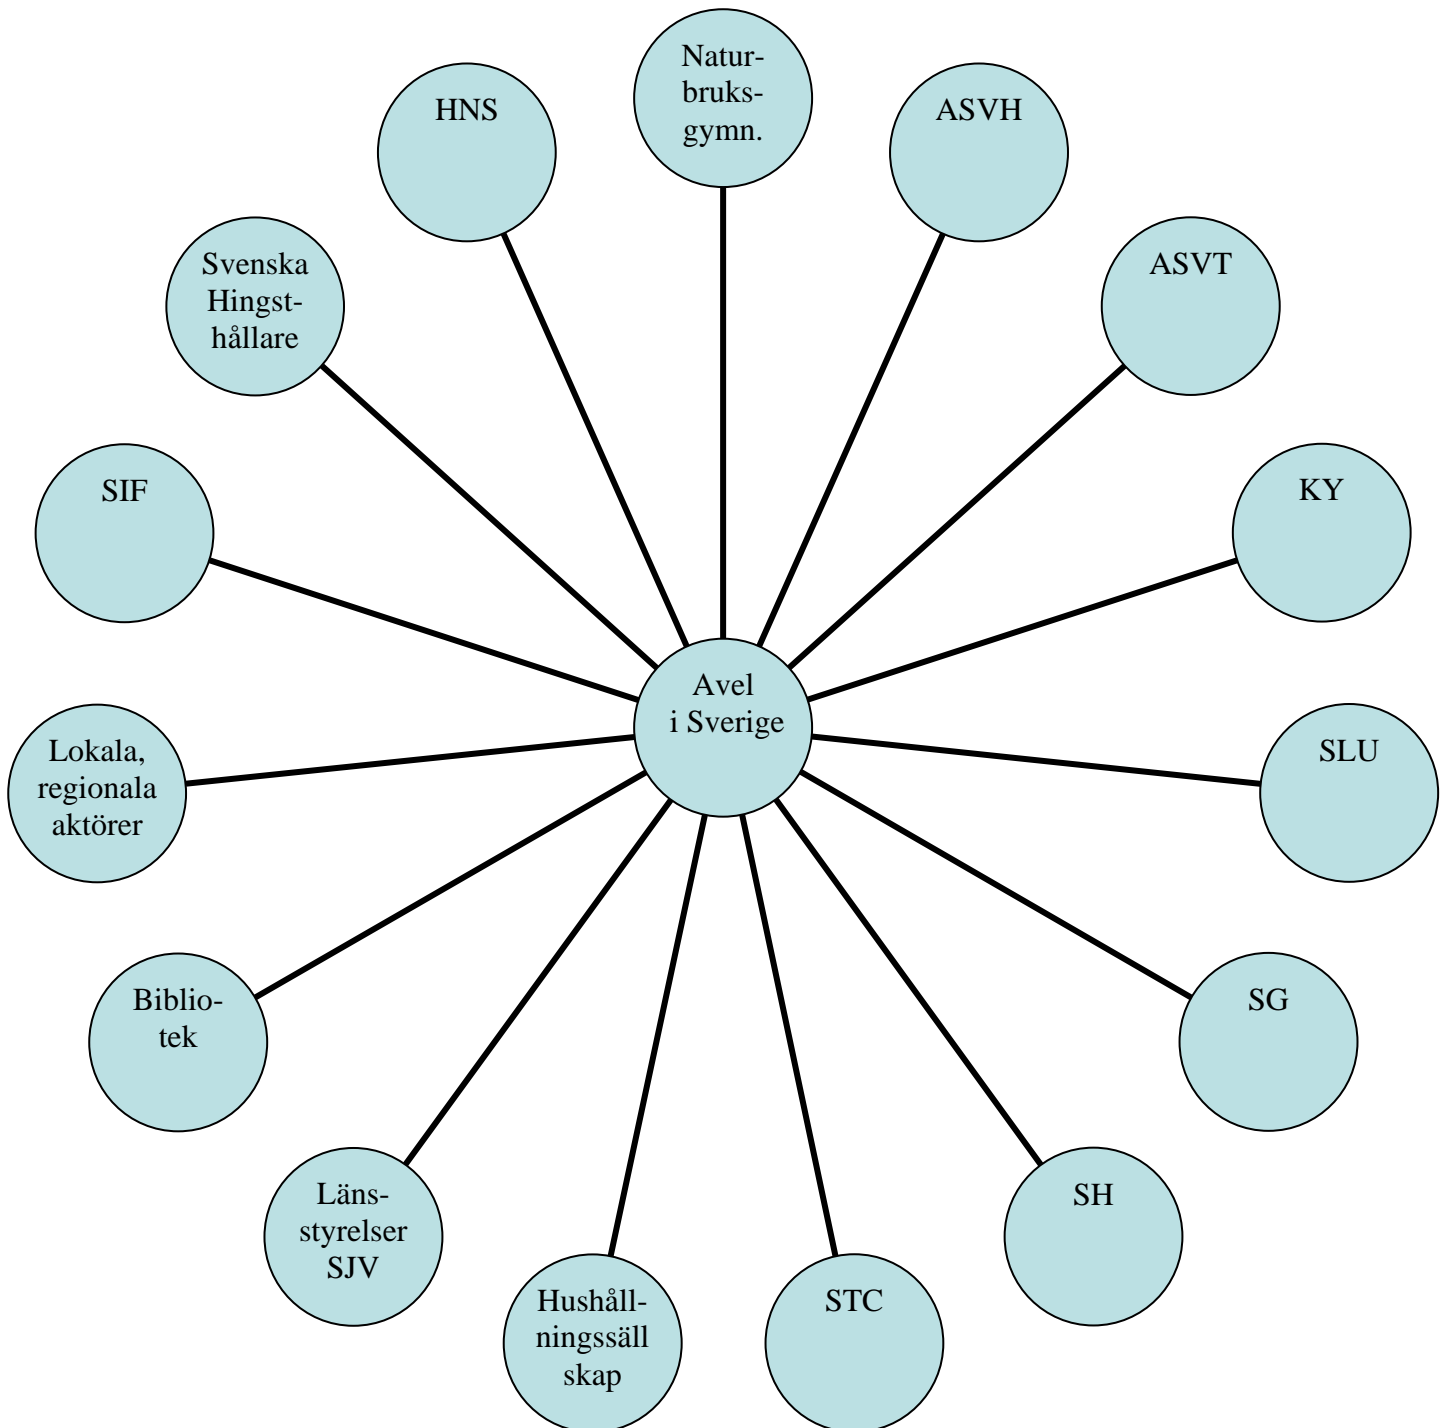 Natur-
bruks-
gymn.
ASVH
ASVT
KY
SLU
SG
SH
STC
Hushåll-
ningssäll
skap
Läns-
styrelser
SJV
Biblio-
tek
Lokala,
regionala
aktörer
SIF
Svenska
Hingst-
hållare
HNS
Avel
i Sverige